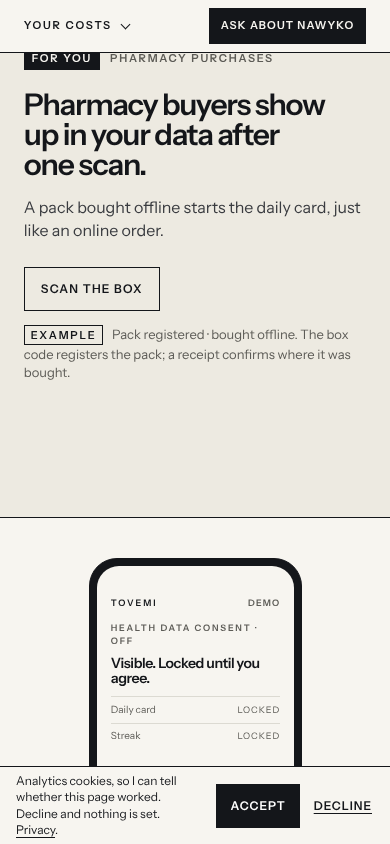 YOUR COSTS
ASK ABOUT NAWYKO
FOR YOU PHARMACY PURCHASES
Pharmacy buyers show
up in your data after
one scan.
A pack bought offline starts the daily card, just
like an online order.
SCAN THE BOX
EXAMPLE Pack registered · bought offline. The box
code registers the pack; a receipt confirms where it was
bought.
TOVEMI DEMO
HEALTH DATA CONSENT ·
OFF
Visible. Locked until you
agree.
Daily card LOCKED
Streak LOCKED
Analytics cookies, so I can tell
whether this page worked.
Decline and nothing is set.
Privacy.
ACCEPT
DECLINE